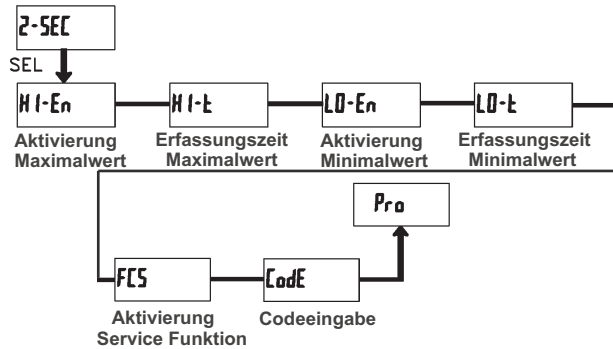 2-SEC
SEL
HI-En
HI-t
LO-En
LO-t
Aktivierung
Maximalwert
Erfassungszeit
Maximalwert
Aktivierung
Minimalwert
Erfassungszeit
Minimalwert
Pro
FCS
CodE
Aktivierung
Service Funktion
Codeeingabe